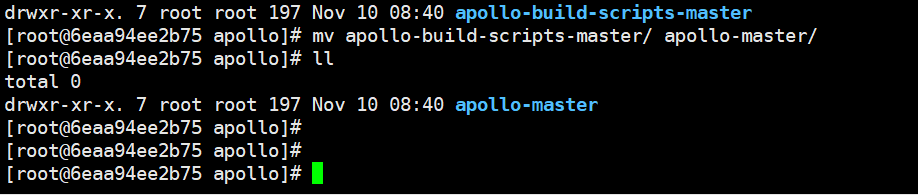 drwxr-xr-x. 7 root root 197 Nov 10 08:40 apollo-build-scripts-master
[root@6eaa94ee2b75 apollo]# mv apollo-build-scripts-master/ apollo-master/
[root@6eaa94ee2b75 apollo]# ll
total 0
drwxr-xr-x. 7 root root 197 Nov 10 08:40 apollo-master
[root@6eaa94ee2b75 apollo]#
[root@6eaa94ee2b75 apollo]#
[root@6eaa94ee2b75 apollo]#